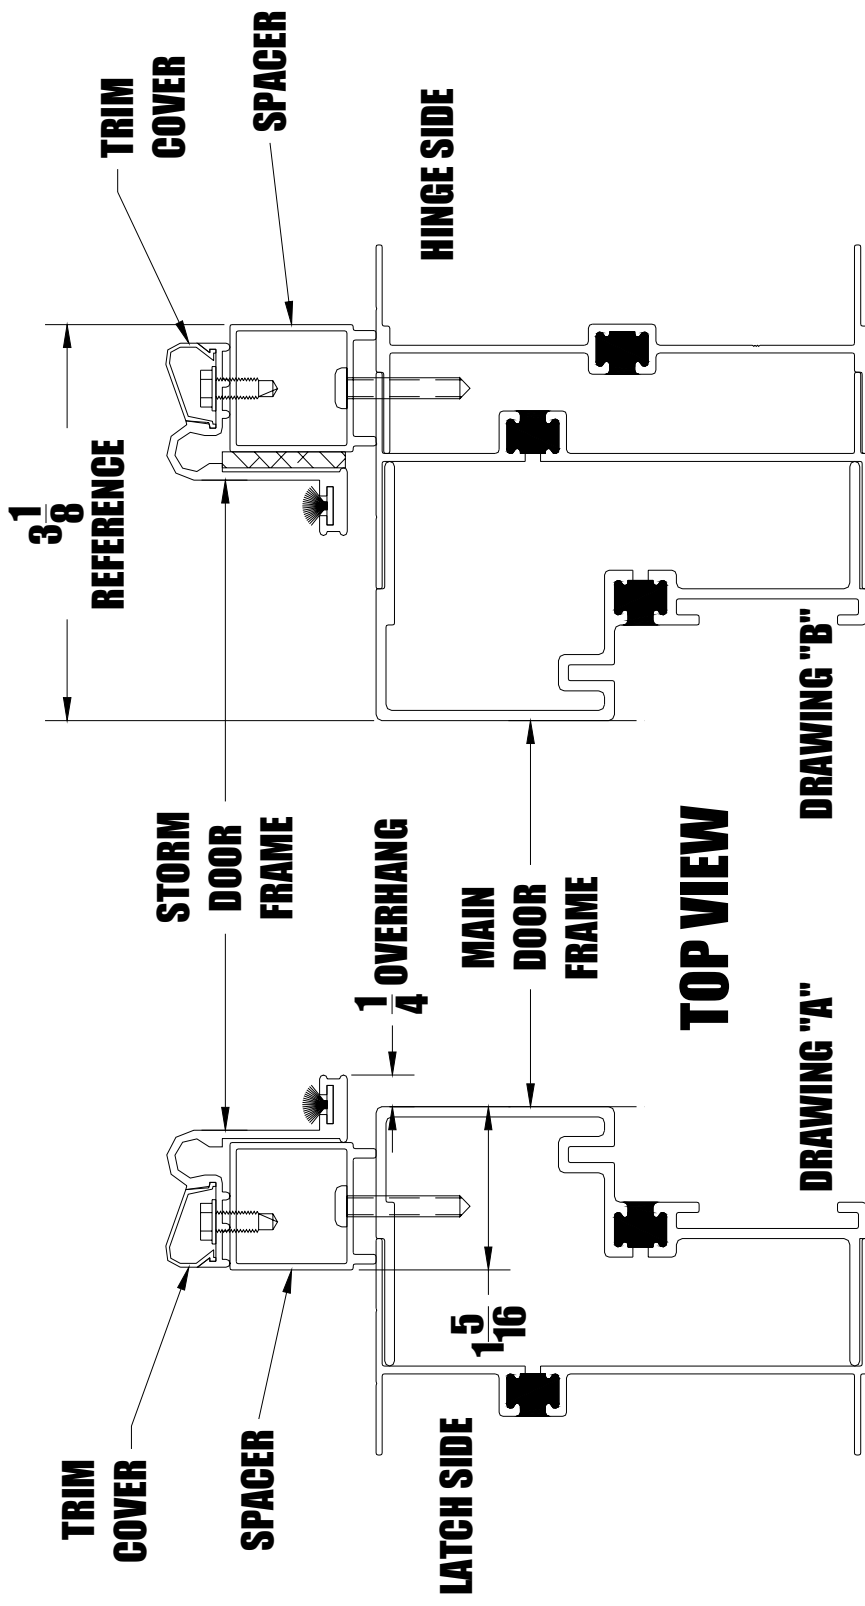 TRIM
COVER
SPACER
LATCH SIDE
1 5/16
STORM
DOOR
FRAME
1/4 OVERHANG
MAIN
DOOR
FRAME
TOP VIEW
DRAWING "A"
DRAWING "B"
3 1/8
REFERENCE
TRIM
COVER
SPACER
HINGE SIDE